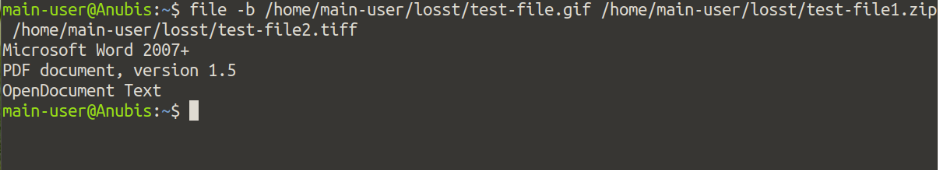 main-user@Anubis:~$ file -b /home/main-user/losst/test-file.gif /home/main-user/losst/test-file1.zip
 /home/main-user/losst/test-file2.tiff
Microsoft Word 2007+
PDF document, version 1.5
OpenDocument Text
main-user@Anubis:~$